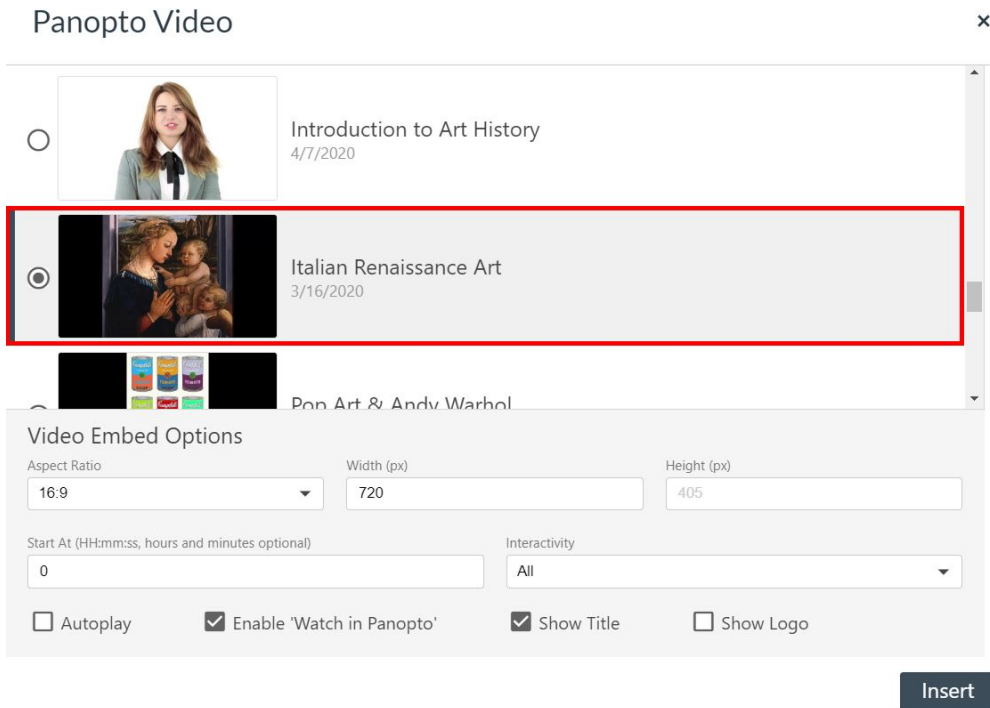 Panopto Video
Introduction to Art History
4/7/2020
Italian Renaissance Art
3/16/2020
Pop Art & Andy Warhol
Video Embed Options
Aspect Ratio
Width (px)
Height (px)
16:9
720
405
Start At (HH:mm:ss, hours and minutes optional)
Interactivity
0
All
Autoplay
Enable 'Watch in Panopto'
Show Title
Show Logo
Insert